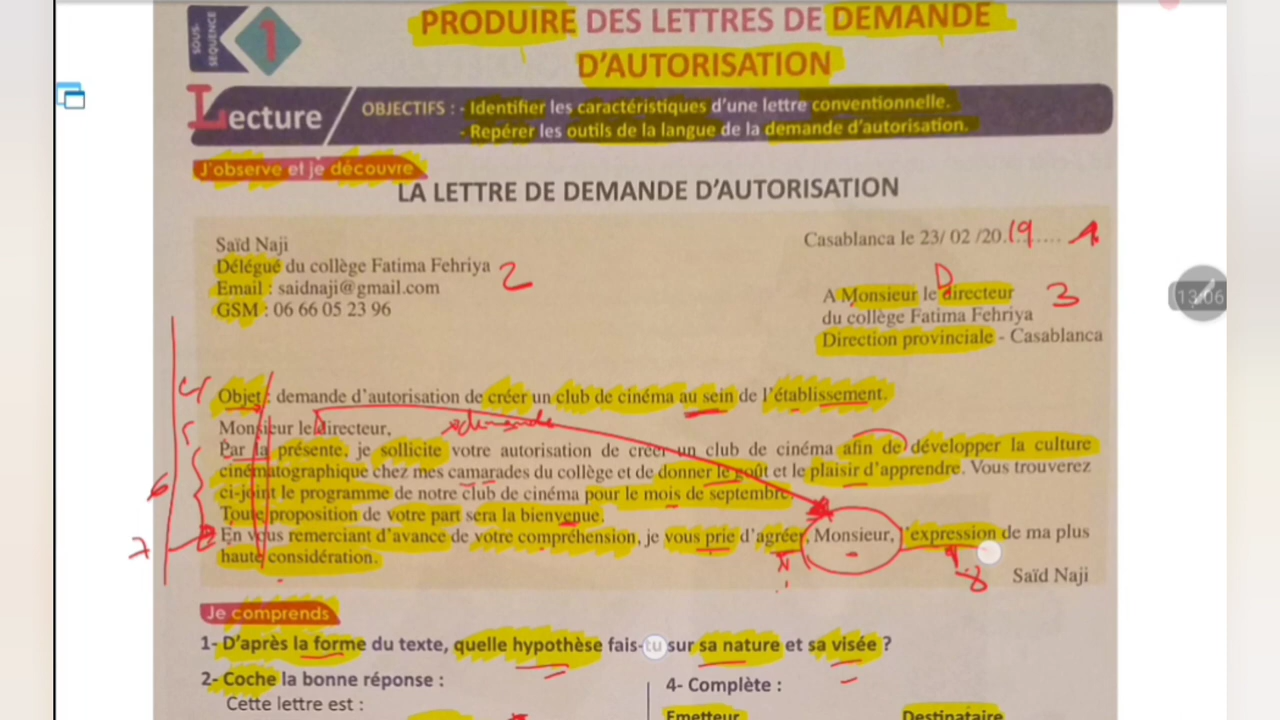 SOUS-SEQUENCE
1
PRODUIRE DES LETTRES DE DEMANDE
D'AUTORISATION
Lecture
OBJECTIFS : - Identifier les caractéristiques d'une lettre conventionnelle.
- Repérer les outils de la langue de la demande d'autorisation.
J'observe et je découvre
LA LETTRE DE DEMANDE D'AUTORISATION
Saïd Naji
Délégué du collège Fatima Fehriya 2
Email : saidnaji@gmail.com
GSM : 06 66 05 23 96
Casablanca le 23/ 02 /20.19..... 1
D
A Monsieur le directeur 3
du collège Fatima Fehriya
Direction provinciale - Casablanca
4 Objet : demande d'autorisation de créer un club de cinéma au sein de l'établissement.
5 Monsieur le directeur,
demande
Par la présente, je sollicite votre autorisation de créer un club de cinéma afin de développer la culture
cinématographique chez mes camarades du collège et de donner le goût et le plaisir d'apprendre. Vous trouverez
6 ci-joint le programme de notre club de cinéma pour le mois de septembre.
Toute proposition de votre part sera la bienvenue.
7 En vous remerciant d'avance de votre compréhension, je vous prie d'agréer, Monsieur, l'expression de ma plus
haute considération.
8 Saïd Naji
Je comprends
1- D'après la forme du texte, quelle hypothèse fais-tu sur sa nature et sa visée ?
2- Coche la bonne réponse :
Cette lettre est :
4- Complète :
Emetteur
Destinataire
13:06